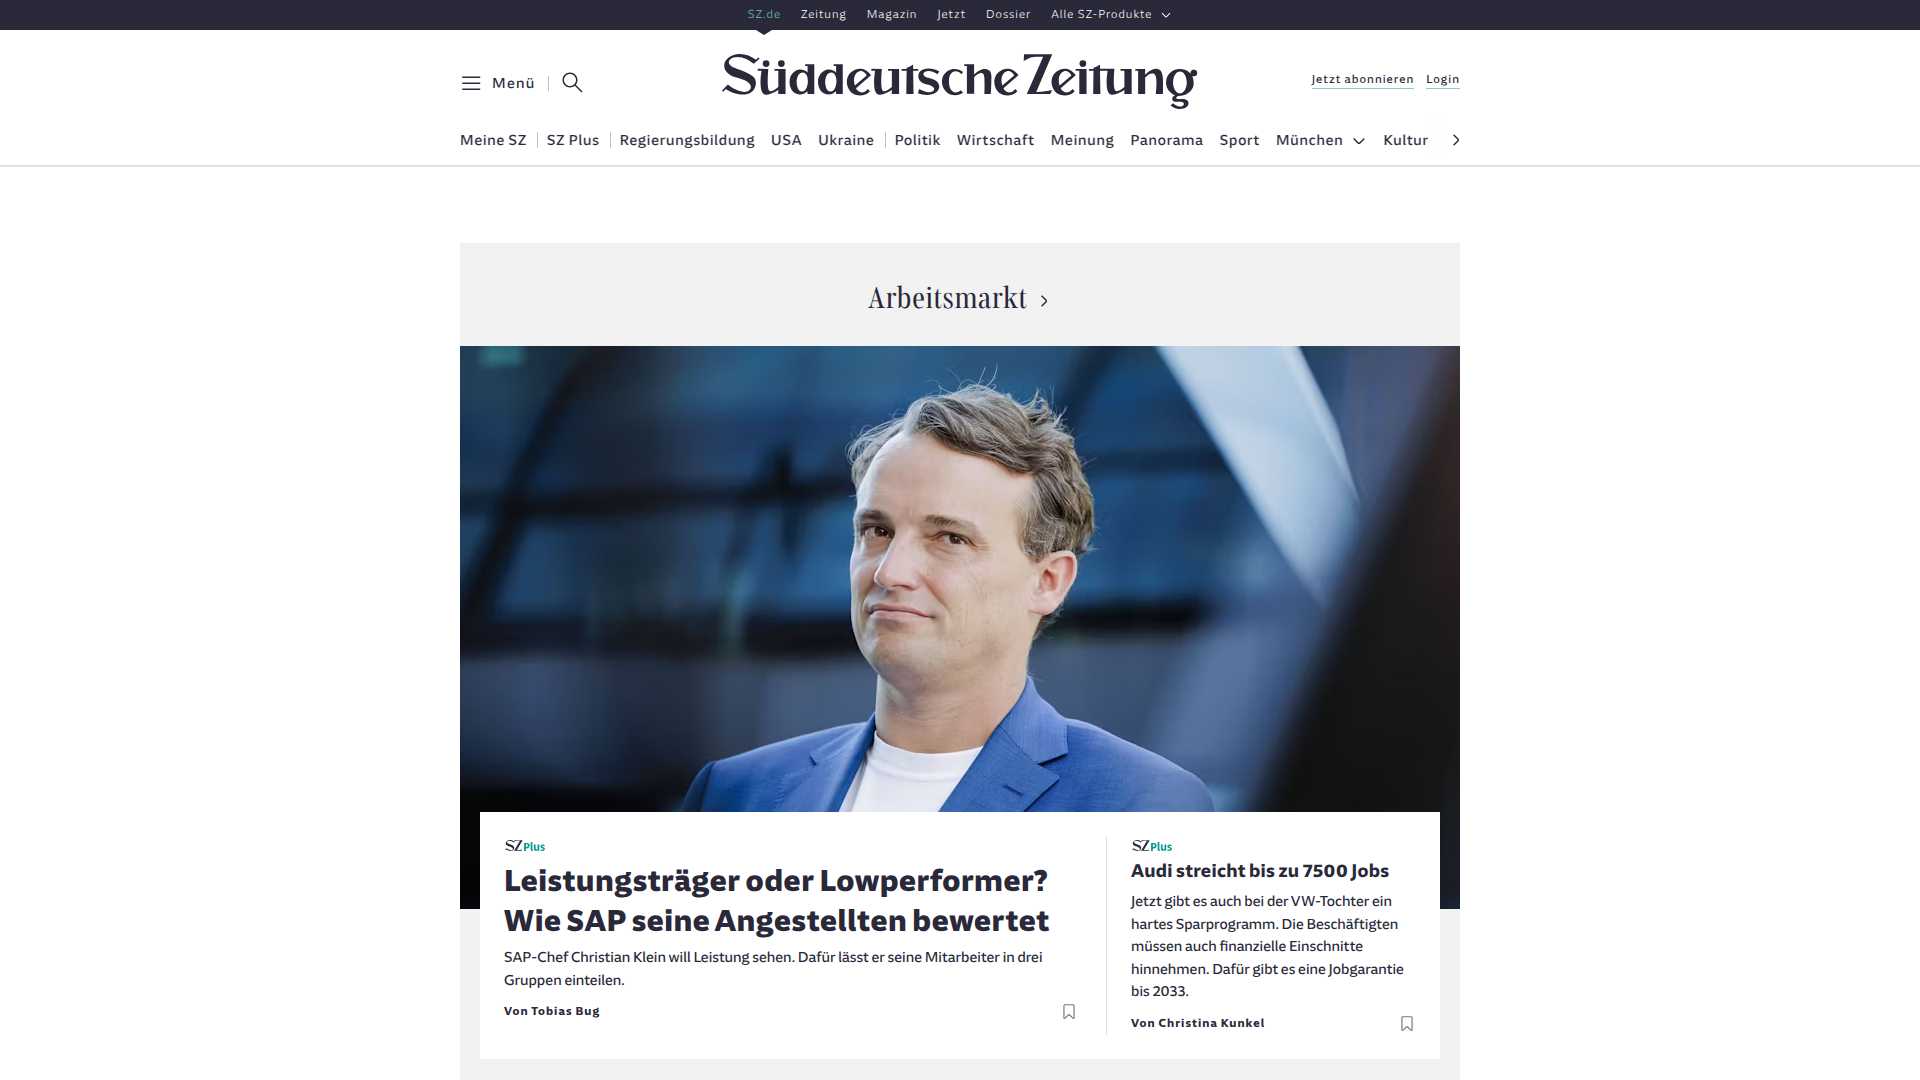 SZ.de Zeitung Magazin Jetzt Dossier Alle SZ-Produkte
Menü
Süddeutsche Zeitung
Jetzt abonnieren Login
Meine SZ SZ Plus Regierungsbildung USA Ukraine Politik Wirtschaft Meinung Panorama Sport München Kultur
Arbeitsmarkt
SZ Plus
Leistungsträger oder Lowperformer?
Wie SAP seine Angestellten bewertet
SAP-Chef Christian Klein will Leistung sehen. Dafür lässt er seine Mitarbeiter in drei
Gruppen einteilen.
Von Tobias Bug
SZ Plus
Audi streicht bis zu 7500 Jobs
Jetzt gibt es auch bei der VW-Tochter ein
hartes Sparprogramm. Die Beschäftigten
müssen auch finanzielle Einschnitte
hinnehmen. Dafür gibt es eine Jobgarantie
bis 2033.
Von Christina Kunkel